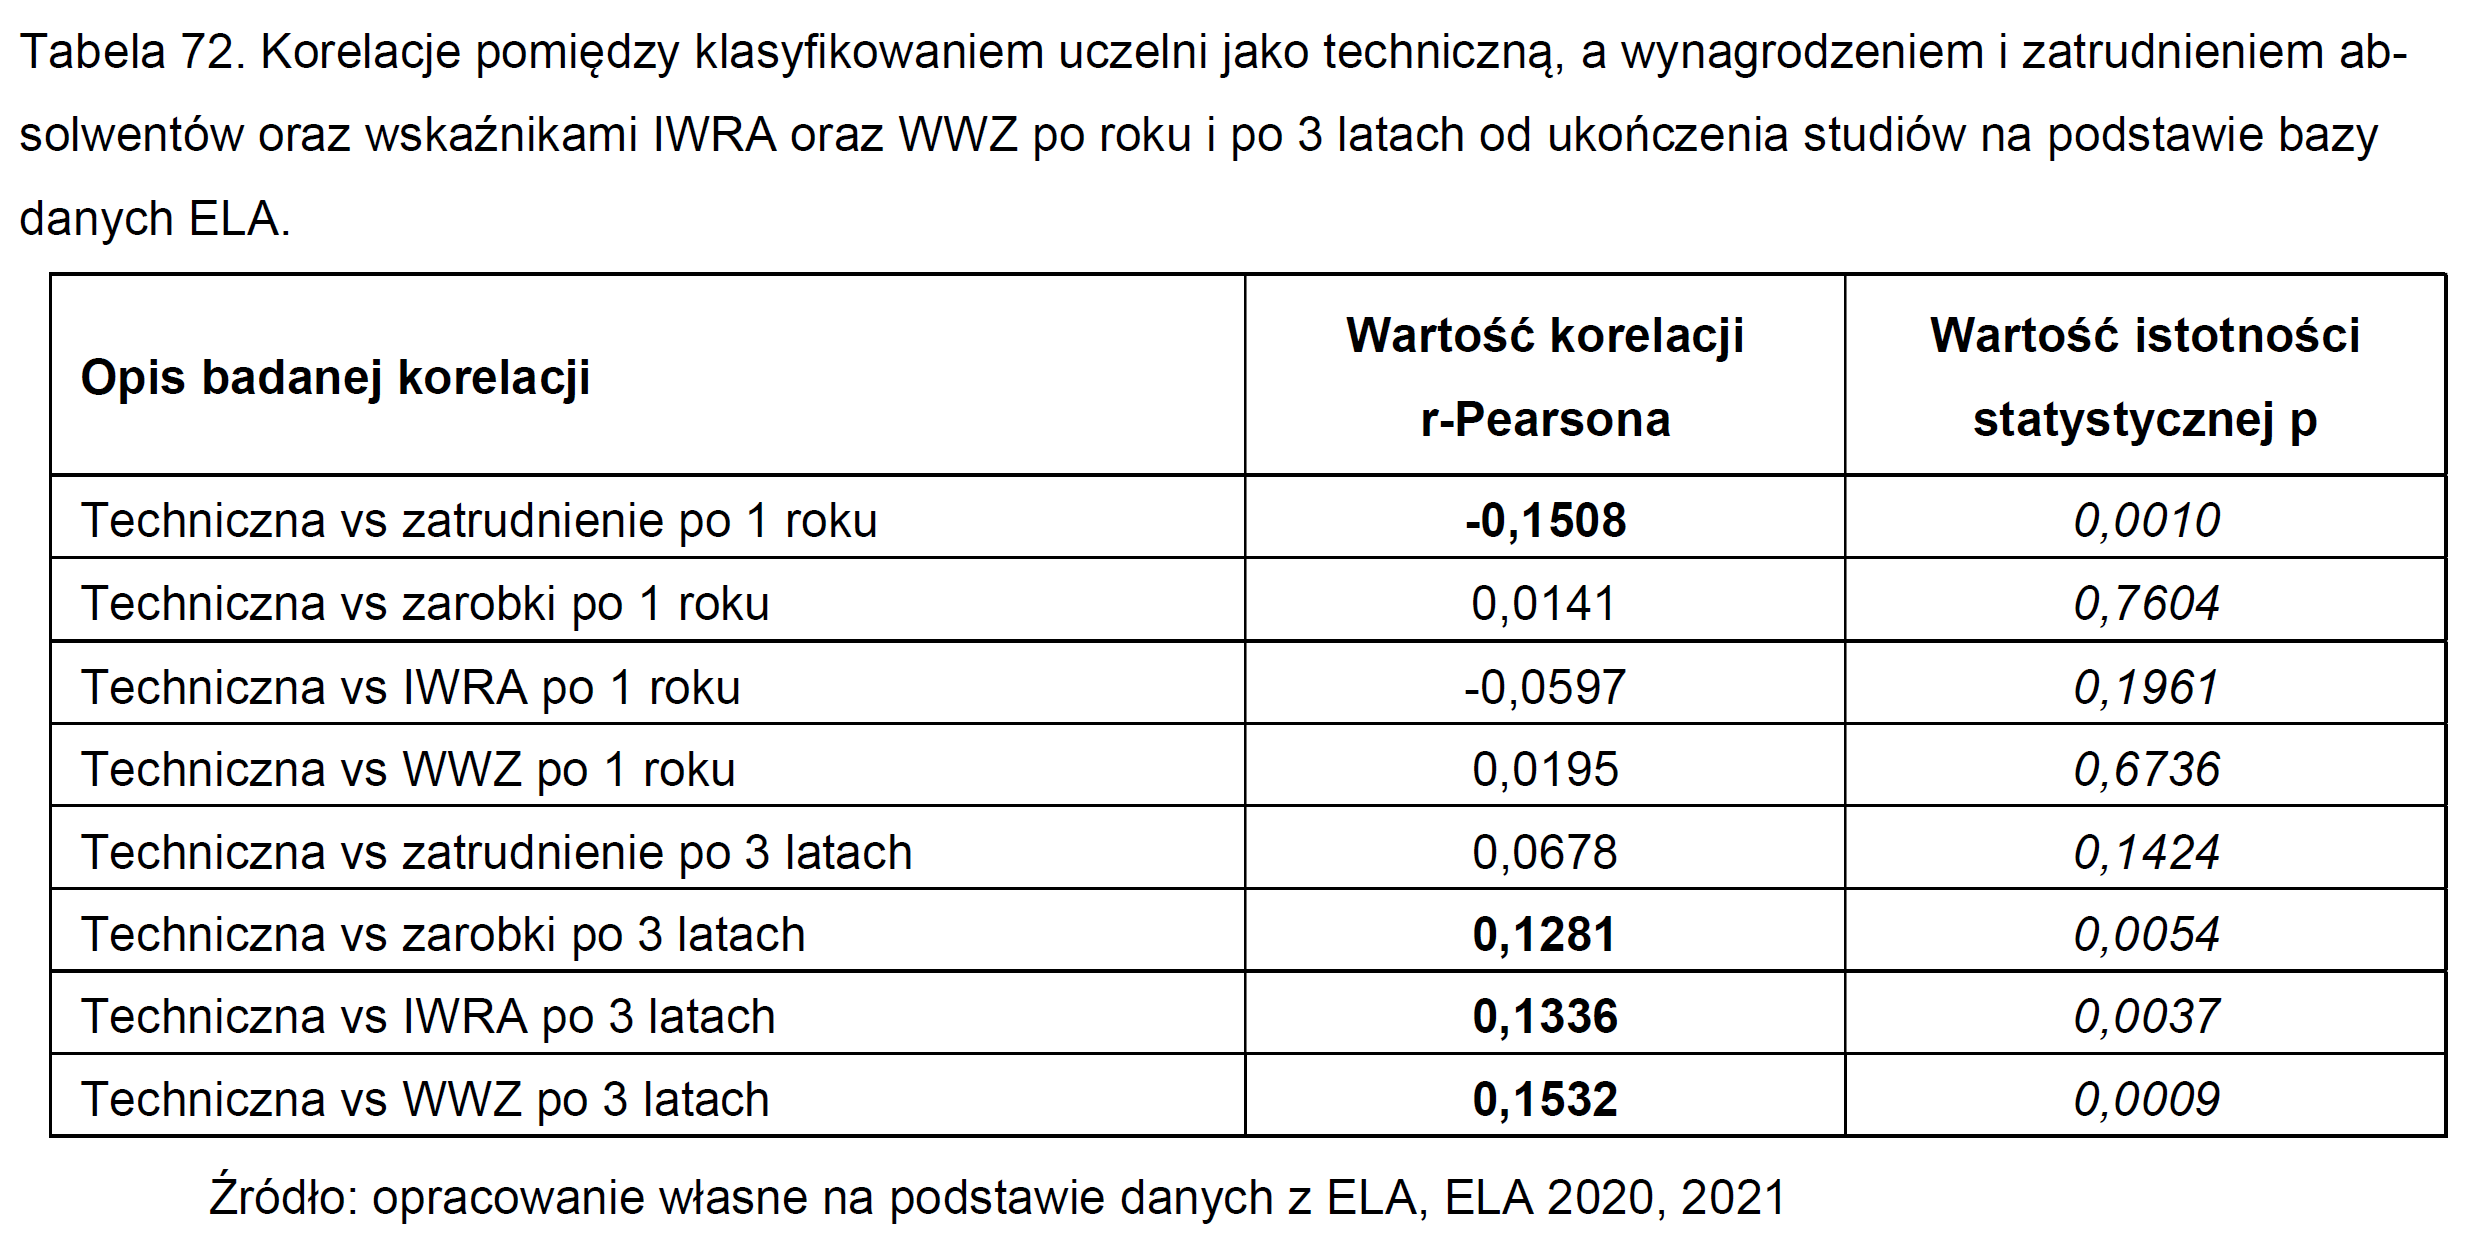 Tabela 72. Korelacje pomiędzy klasyfikowaniem uczelni jako techniczną, a wynagrodzeniem i zatrudnieniem ab-
solwentów oraz wskaźnikami IWRA oraz WWZ po roku i po 3 latach od ukończenia studiów na podstawie bazy
danych ELA.
Opis badanej korelacji
Wartość korelacji
r-Pearsona
Wartość istotności
statystycznej p
Techniczna vs zatrudnienie po 1 roku -0,1508 0,0010
Techniczna vs zarobki po 1 roku 0,0141 0,7604
Techniczna vs IWRA po 1 roku -0,0597 0,1961
Techniczna vs WWZ po 1 roku 0,0195 0,6736
Techniczna vs zatrudnienie po 3 latach 0,0678 0,1424
Techniczna vs zarobki po 3 latach 0,1281 0,0054
Techniczna vs IWRA po 3 latach 0,1336 0,0037
Techniczna vs WWZ po 3 latach 0,1532 0,0009
Źródło: opracowanie własne na podstawie danych z ELA, ELA 2020, 2021